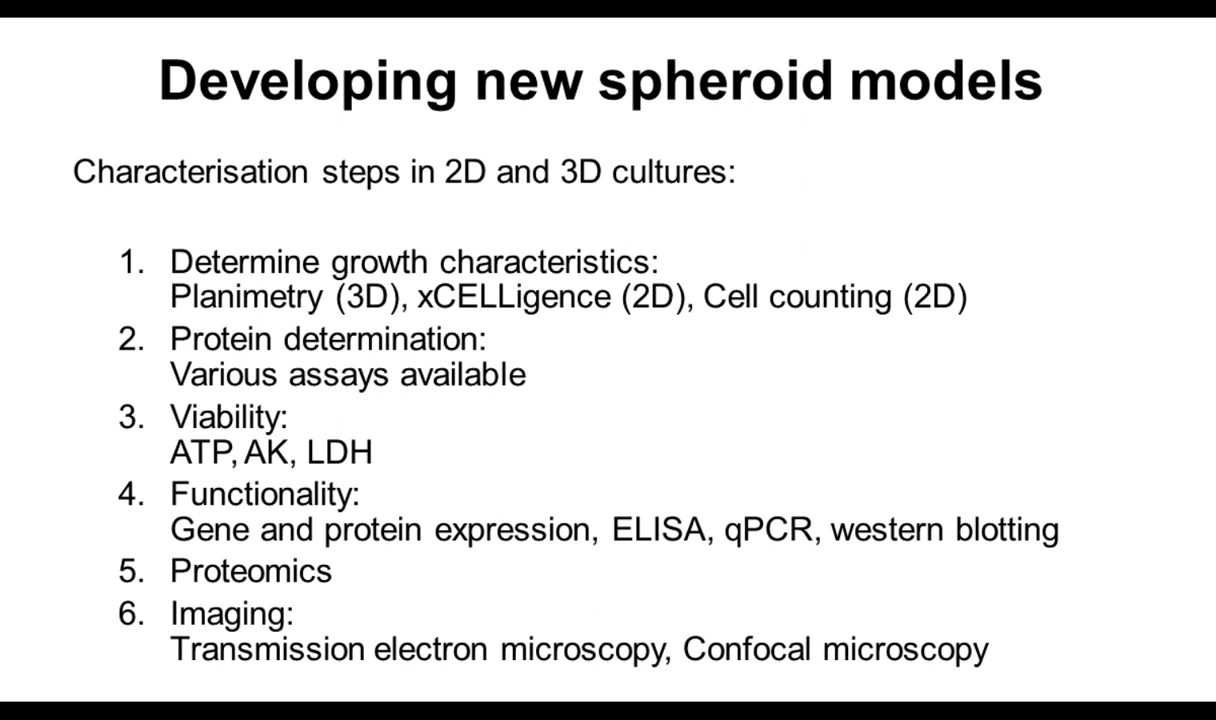 Developing new spheroid models
Characterisation steps in 2D and 3D cultures:
1. Determine growth characteristics:
Planimetry (3D), xCELLigence (2D), Cell counting (2D)
2. Protein determination:
Various assays available
3. Viability:
ATP, AK, LDH
4. Functionality:
Gene and protein expression, ELISA, qPCR, western blotting
5. Proteomics
6. Imaging:
Transmission electron microscopy, Confocal microscopy